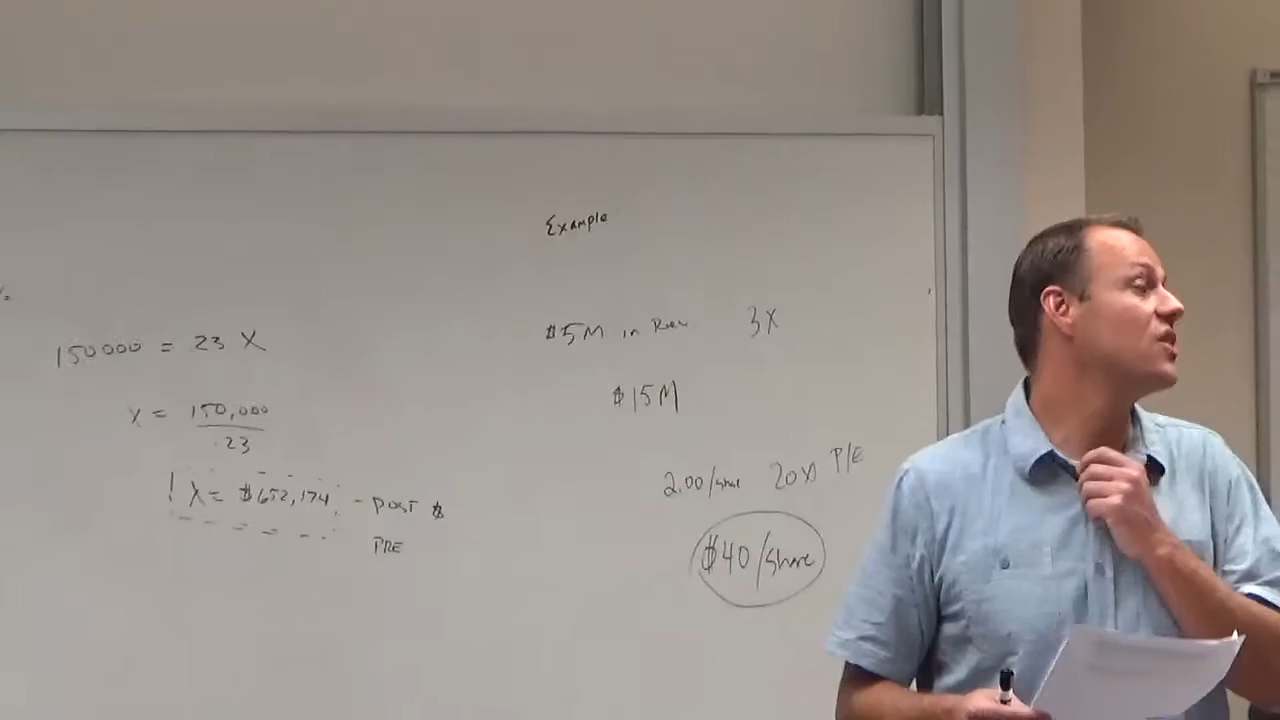 150000 = 23 X
X = 150,000
.23
! X = $652,174 - POST $
PRE
Example
$5M in Rev 3X
$15M
2.00/share 20X P/E
$40/share